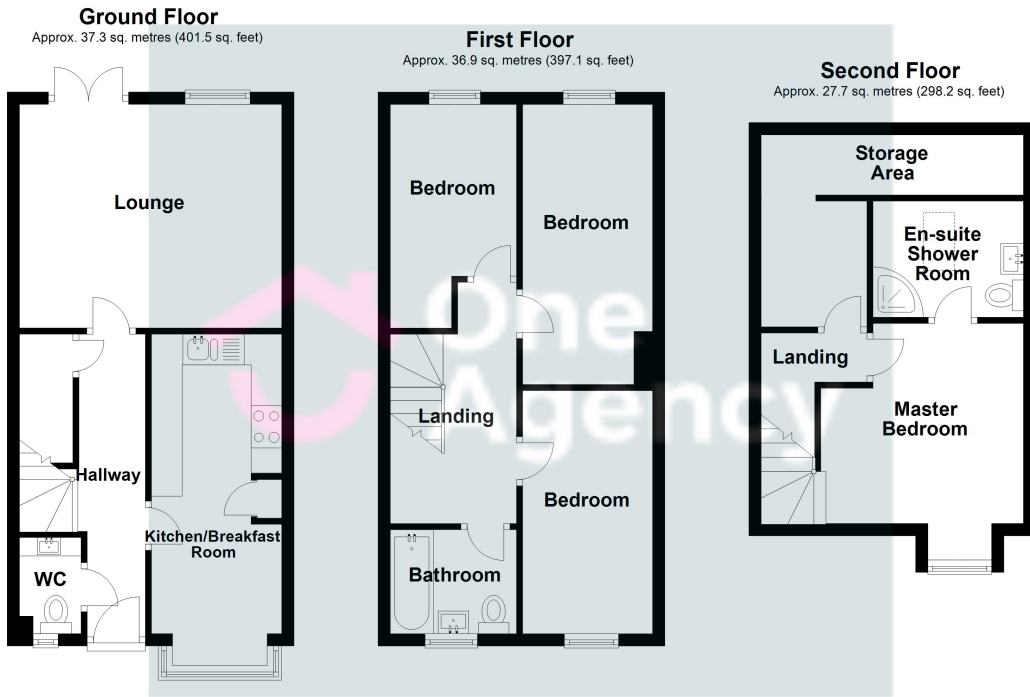 Ground Floor
Approx. 37.3 sq. metres (401.5 sq. feet)
Lounge
Hallway
Kitchen/Breakfast
Room
WC
First Floor
Approx. 36.9 sq. metres (397.1 sq. feet)
Bedroom
Bedroom
Landing
Bedroom
Bathroom
Second Floor
Approx. 27.7 sq. metres (298.2 sq. feet)
Storage
Area
En-suite
Shower
Room
Landing
Master
Bedroom
One
Agency